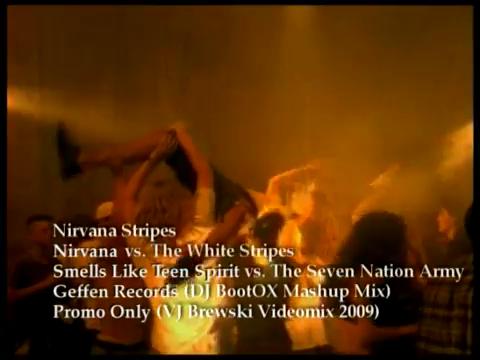 Nirvana Stripes
Nirvana vs. The White Stripes
Smells Like Teen Spirit vs. The Seven Nation Army
Geffen Records (DJ BootOX Mashup Mix)
Promo Only (VJ Brewski Videomix 2009)